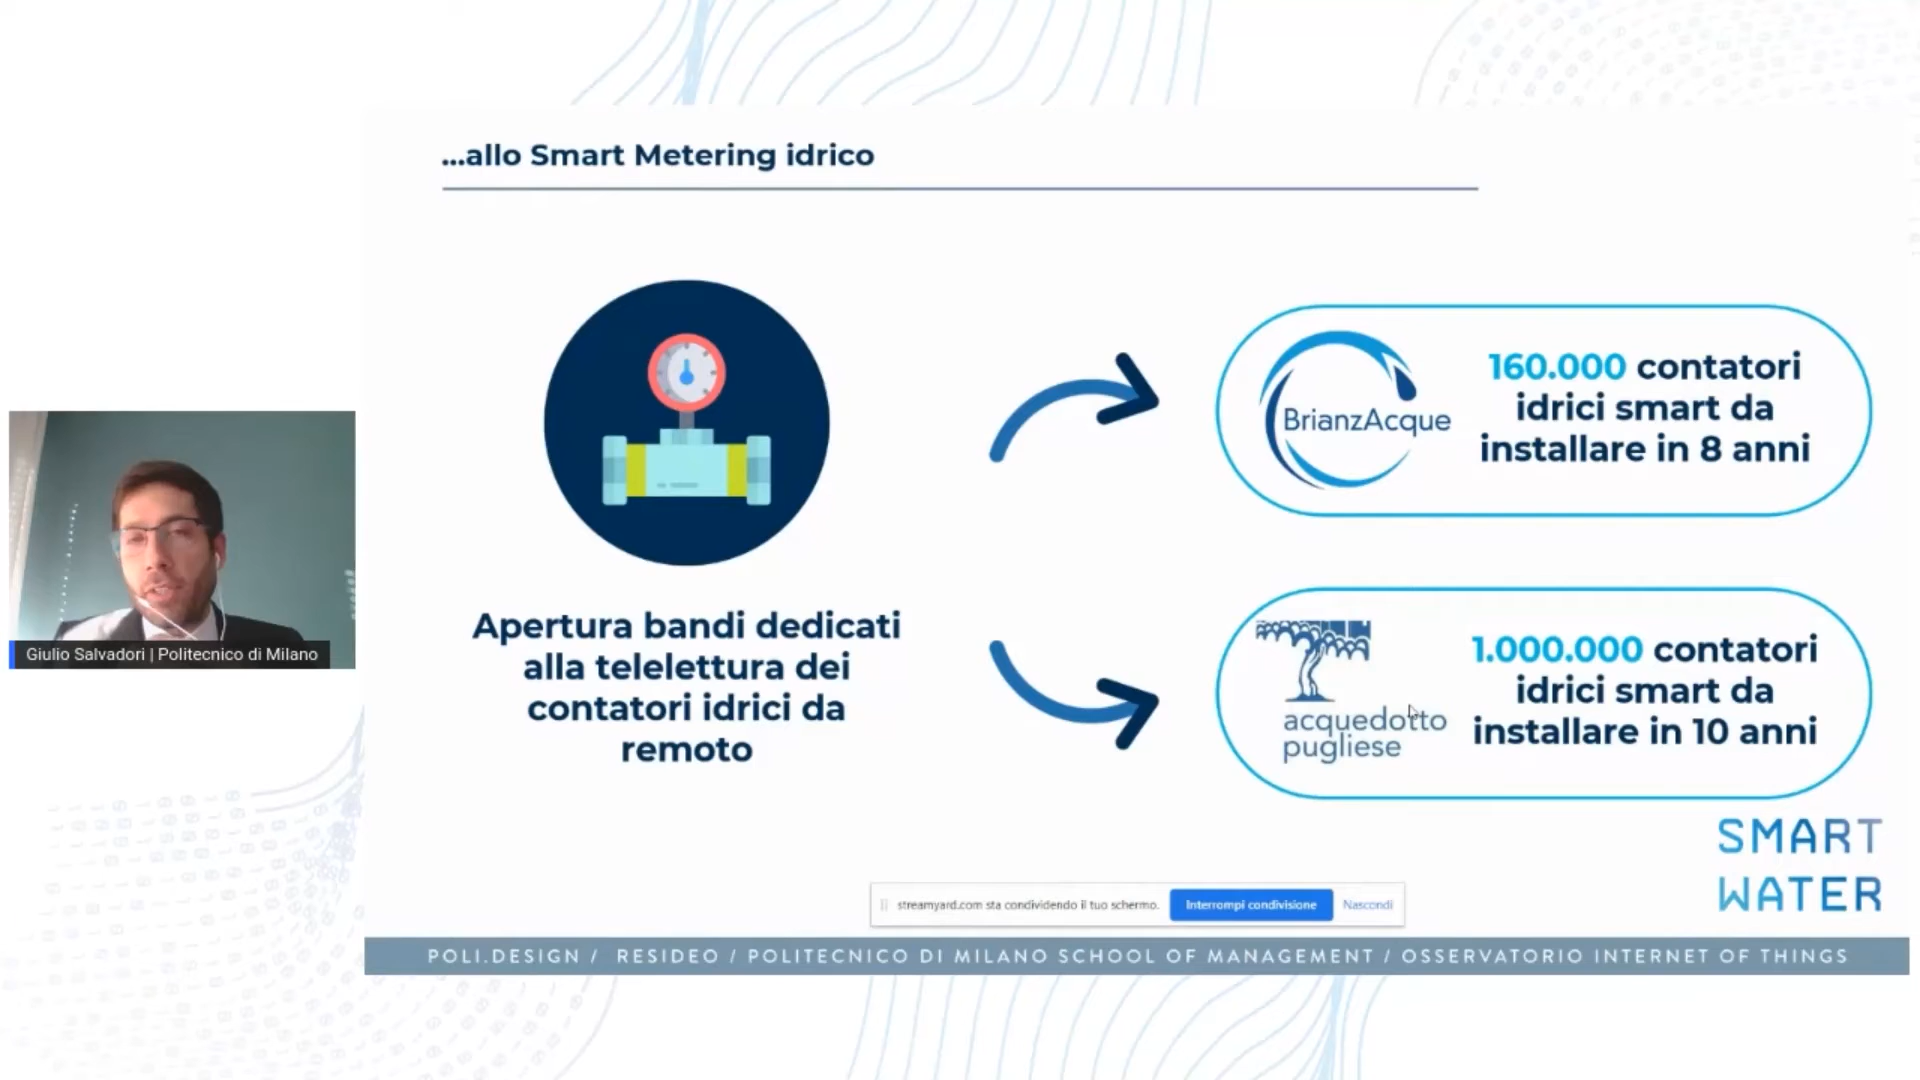 ...allo Smart Metering idrico
Apertura bandi dedicati
alla telelettura dei
contatori idrici da
remoto
BrianzAcque
160.000 contatori
idrici smart da
installare in 8 anni
acquedotto
pugliese
1.000.000 contatori
idrici smart da
installare in 10 anni
Giulio Salvadori | Politecnico di Milano
SMART
WATER
streamyard.com sta condividendo il tuo schermo.
Interrompi condivisione
Nascondi
POLI.DESIGN / RESIDEO / POLITECNICO DI MILANO SCHOOL OF MANAGEMENT / OSSERVATORIO INTERNET OF THINGS